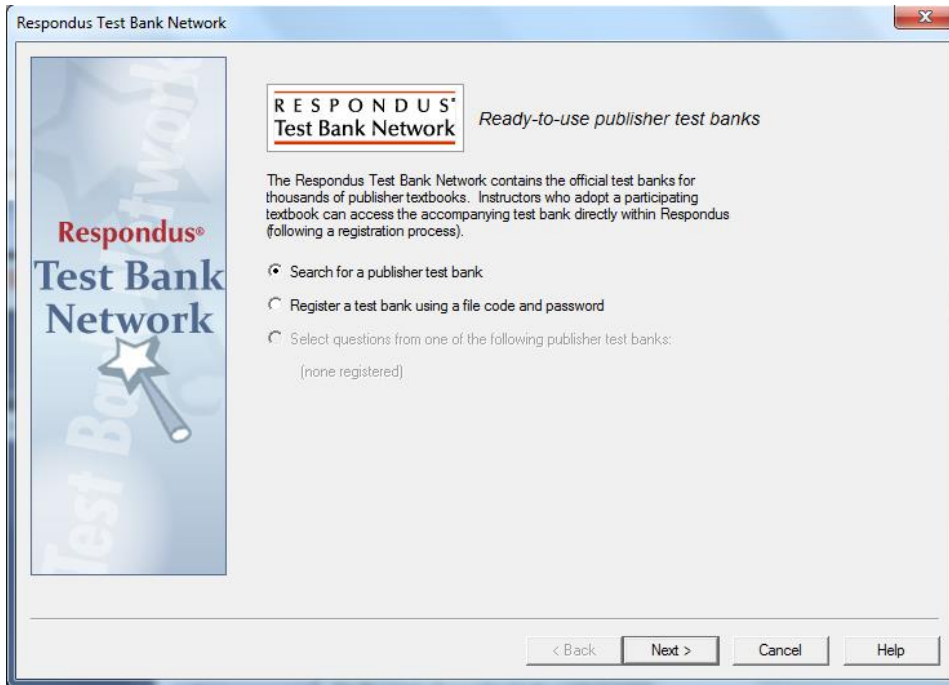 Respondus Test Bank Network
RESPONDUS®
Test Bank Network
Ready-to-use publisher test banks
The Respondus Test Bank Network contains the official test banks for
thousands of publisher textbooks. Instructors who adopt a participating
textbook can access the accompanying test bank directly within Respondus
(following a registration process).
Search for a publisher test bank
Register a test bank using a file code and password
Select questions from one of the following publisher test banks:
(none registered)
Respondus®
Test Bank
Network
Test Bank Network
< Back
Next >
Cancel
Help